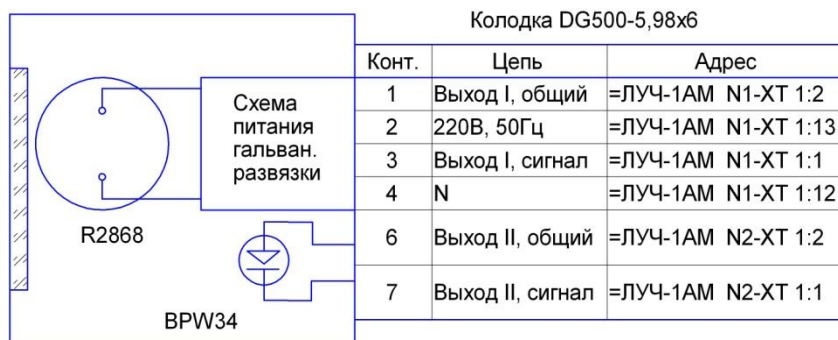 Колодка DG500-5,98x6
Конт. Цепь Адрес
1 Выход I, общий =ЛУЧ-1АМ N1-XT 1:2
2 220В, 50Гц =ЛУЧ-1АМ N1-XT 1:13
3 Выход I, сигнал =ЛУЧ-1АМ N1-XT 1:1
4 N =ЛУЧ-1АМ N1-XT 1:12
6 Выход II, общий =ЛУЧ-1АМ N2-XT 1:2
7 Выход II, сигнал =ЛУЧ-1АМ N2-XT 1:1
Схема
питания
гальван.
развязки
R2868
BPW34